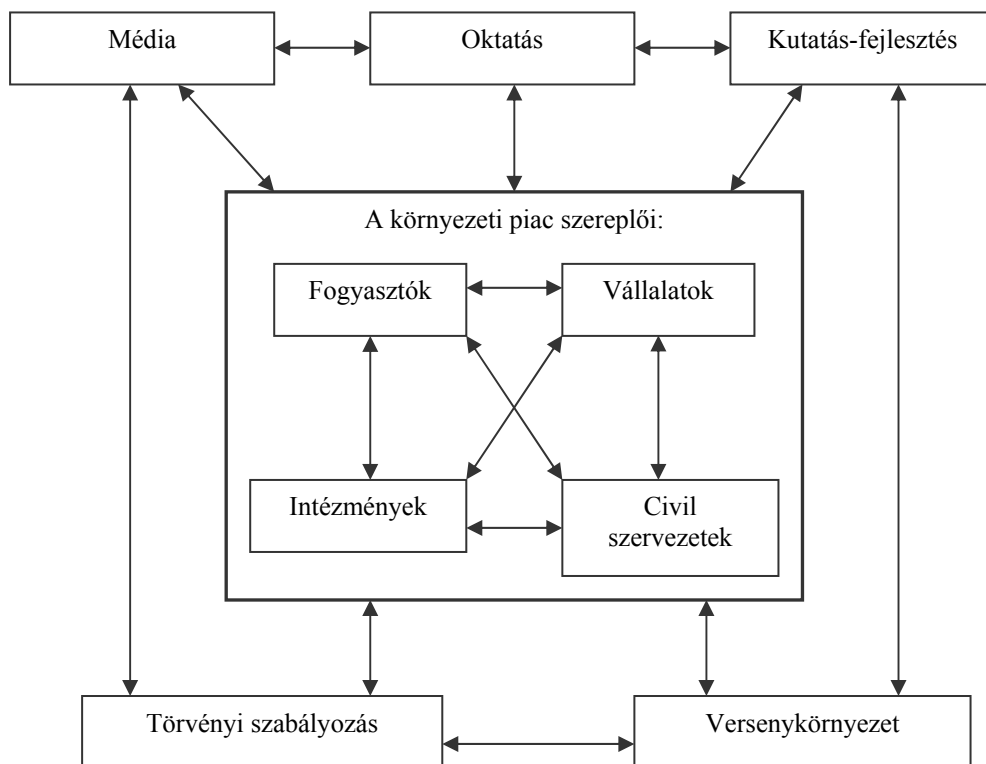 Média
Oktatás
Kutatás-fejlesztés
A környezeti piac szereplői:
Fogyasztók
Vállalatok
Intézmények
Civil
szervezetek
Törvényi szabályozás
Versenykörnyezet